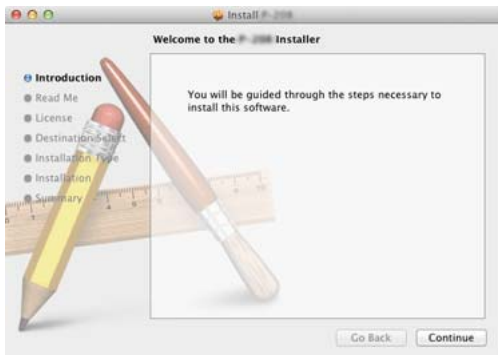 Install
Welcome to the Installer
Introduction
Read Me
License
Destination Select
Installation Type
Installation
Summary
You will be guided through the steps necessary to
install this software.
Go Back
Continue